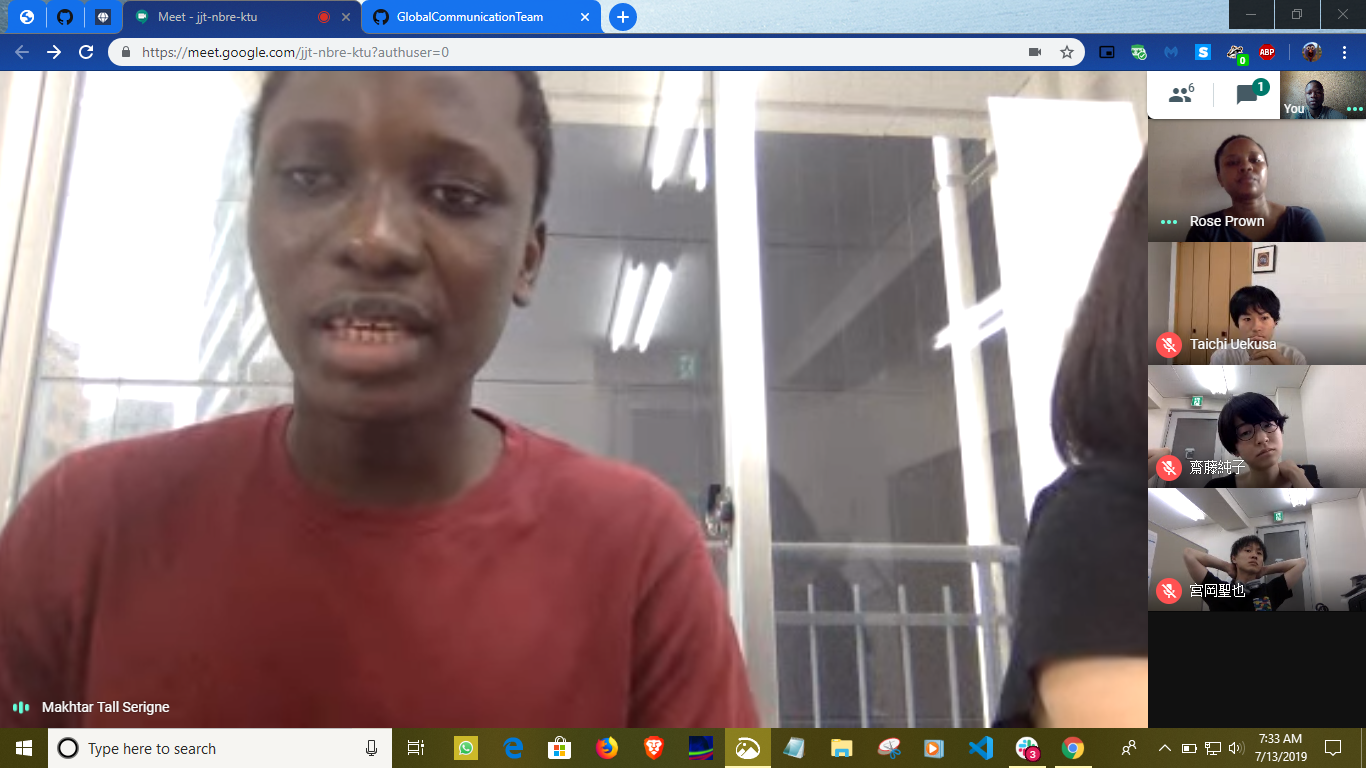 Meet - jjt-nbre-ktu
GlobalCommunicationTeam
https://meet.google.com/jjt-nbre-ktu?authuser=0
S
0
ABP
6
1
You
Rose Prown
Taichi Uekusa
齋藤純子
宮岡聖也
Makhtar Tall Serigne
Type here to search
3
7:33 AM
7/13/2019